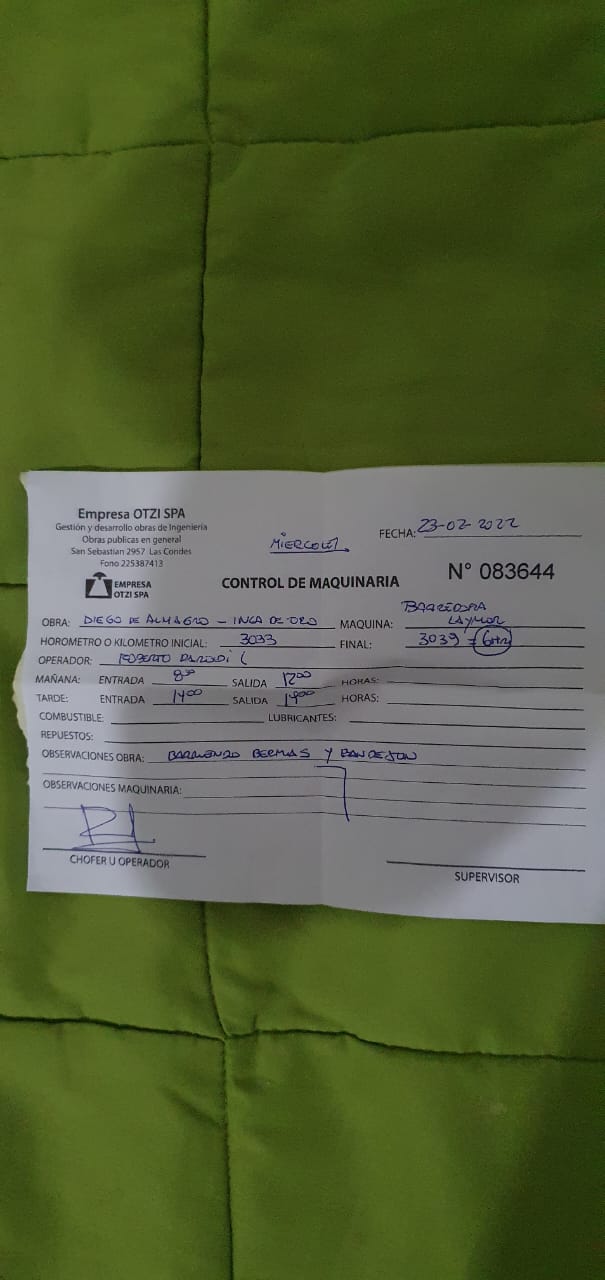 Empresa OTZI SPA
Gestión y desarrollo obras de Ingenieria
Obras publicas en general
San Sebastian 2957 Las Condes
Fono 225387413
EMPRESA
OTZI SPA
MIERCOLES.
FECHA: 23-02-2022
CONTROL DE MAQUINARIA
N° 083644
OBRA: DIEGO DE ALMAGRO - INCA DE ORO MAQUINA: BARREDORA LAYMOR
HOROMETRO O KILOMETRO INICIAL: 3033 FINAL: 3039 = 6Hrs
OPERADOR: ROBERTO PARODI C
MAÑANA: ENTRADA 8:00 SALIDA 12:00 HORAS:
TARDE: ENTRADA 14:00 SALIDA 19:00 HORAS:
COMBUSTIBLE: LUBRICANTES:
REPUESTOS:
OBSERVACIONES OBRA: BARRIENDO BERMAS Y BANDEJON
OBSERVACIONES MAQUINARIA:
CHOFER U OPERADOR
SUPERVISOR